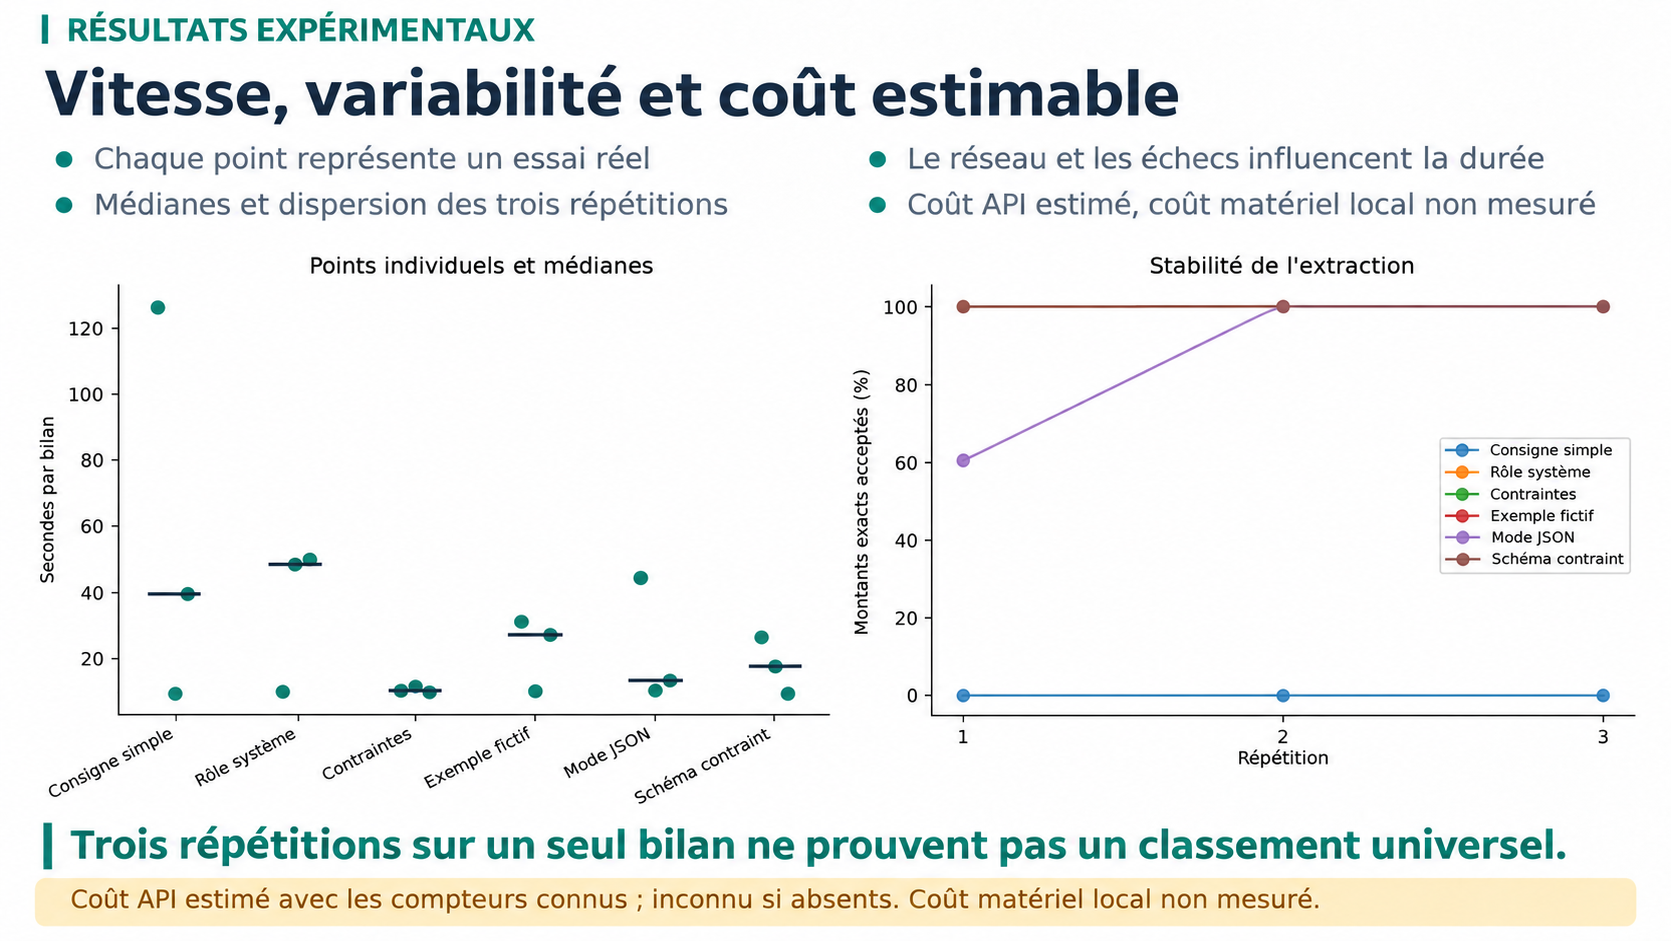 RÉSULTATS EXPÉRIMENTAUX
Vitesse, variabilité et coût estimable
Chaque point représente un essai réel
Médianes et dispersion des trois répétitions
Le réseau et les échecs influencent la durée
Coût API estimé, coût matériel local non mesuré
Points individuels et médianes
Secondes par bilan
120
100
80
60
40
20
Consigne simple
Rôle système
Contraintes
Exemple fictif
Mode JSON
Schéma contraint
Stabilité de l'extraction
Montants exacts acceptés (%)
100
80
60
40
20
0
1
2
3
Répétition
Consigne simple
Rôle système
Contraintes
Exemple fictif
Mode JSON
Schéma contraint
Trois répétitions sur un seul bilan ne prouvent pas un classement universel.
Coût API estimé avec les compteurs connus ; inconnu si absents. Coût matériel local non mesuré.